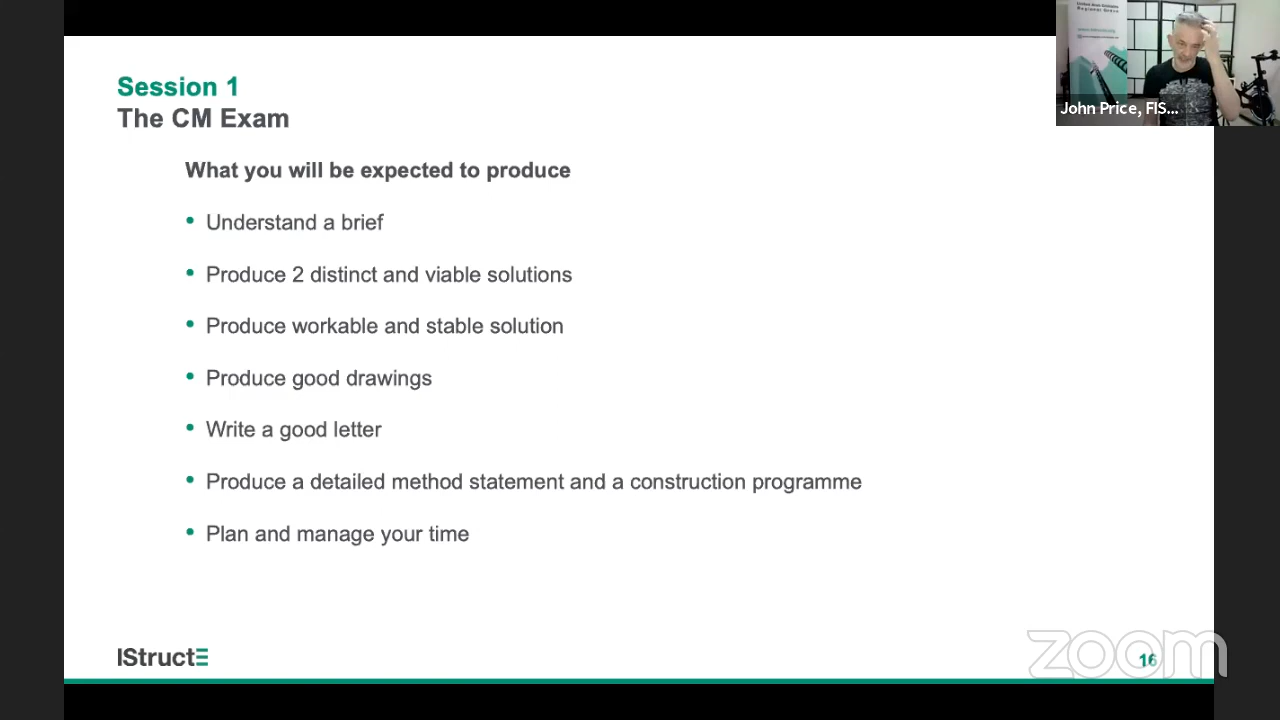 Session 1
The CM Exam
What you will be expected to produce
• Understand a brief
• Produce 2 distinct and viable solutions
• Produce workable and stable solution
• Produce good drawings
• Write a good letter
• Produce a detailed method statement and a construction programme
• Plan and manage your time
IStructE
16
zoom
John Price, FIS...
Regional Group